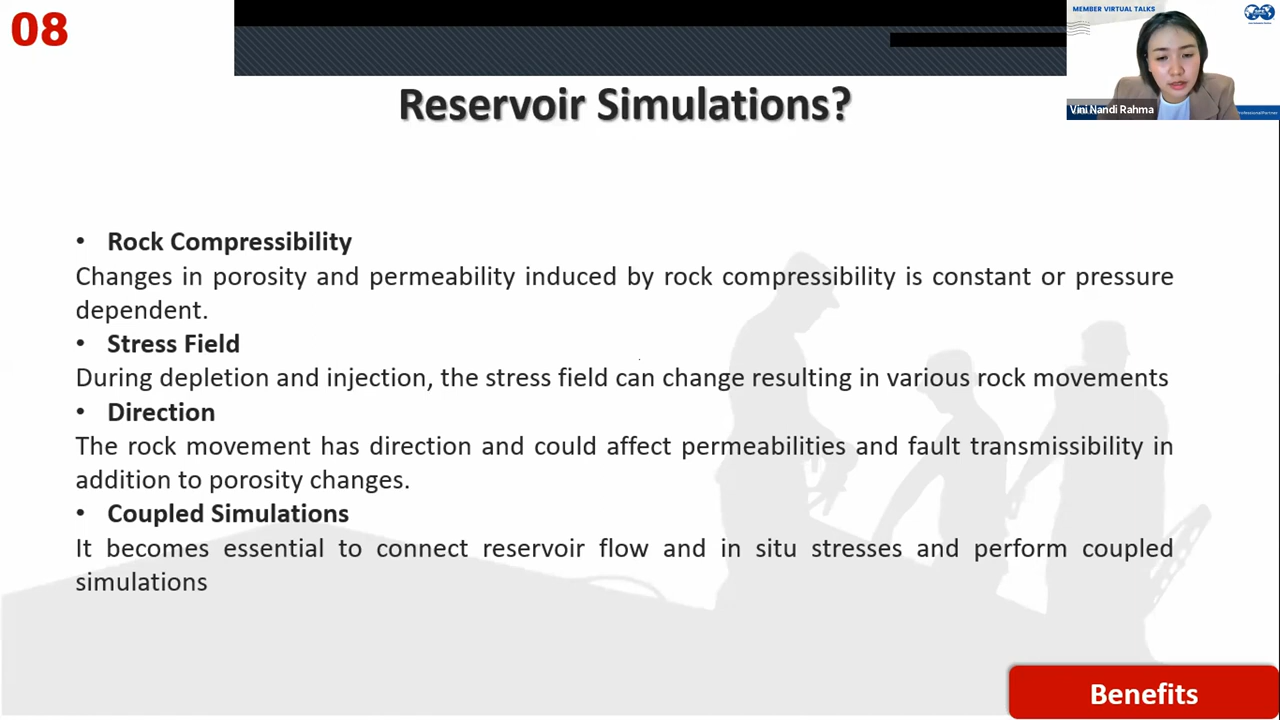 08
MEMBER VIRTUAL TALKS
Vini Nandi Rahma
Reservoir Simulations?
• Rock Compressibility
Changes in porosity and permeability induced by rock compressibility is constant or pressure
dependent.
• Stress Field
During depletion and injection, the stress field can change resulting in various rock movements
• Direction
The rock movement has direction and could affect permeabilities and fault transmissibility in
addition to porosity changes.
• Coupled Simulations
It becomes essential to connect reservoir flow and in situ stresses and perform coupled
simulations
Benefits